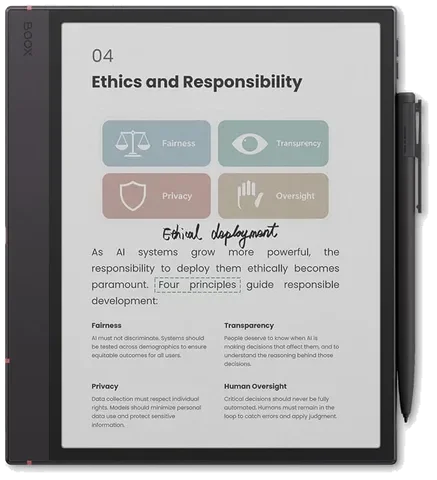 BOOX
04
Ethics and Responsibility
Fairness
Transprency
Privacy
Oversight
Ethical deployment
As AI systems grow more powerful, the
responsibility to deploy them ethically becomes
paramount. Four principles guide responsible
development:
Fairness
AI must not discriminate. Systems should
be tested across demographics to ensure
equitable outcomes for all users.
Transparency
People deserve to know when AI is
making decisions that affect them, and to
understand the reasoning behind those
decisions.
Privacy
Data collection must respect individual
rights. Models should minimize personal
data use and protect sensitive
information.
Human Oversight
Critical decisions should never be fully
automated. Humans must remain in the
loop to catch errors and apply judgment.